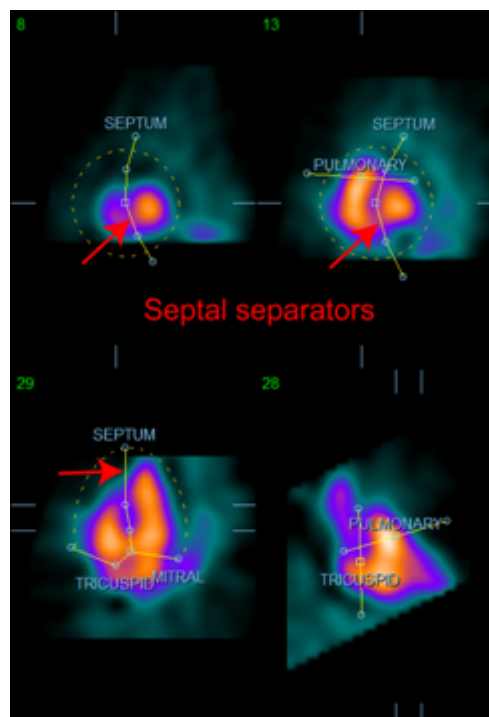 8
13
SEPTUM
SEPTUM
PULMONARY
Septal separators
29
28
SEPTUM
PULMONARY
TRICUSPID
MITRAL
TRICUSPID